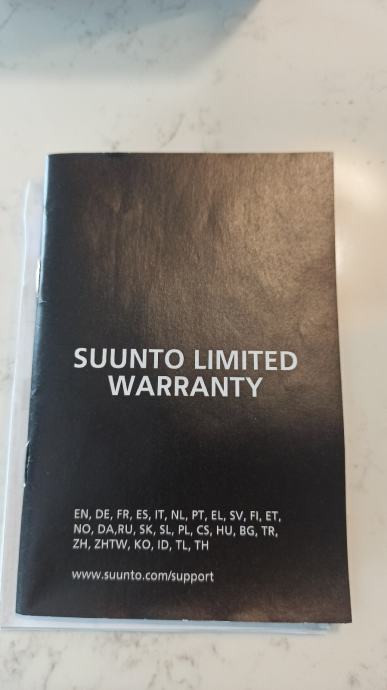 SUUNTO LIMITED
WARRANTY
EN, DE, FR, ES, IT, NL, PT, EL, SV, FI, ET,
NO, DA,RU, SK, SL, PL, CS, HU, BG, TR,
ZH, ZHTW, KO, ID, TL, TH
www.suunto.com/support